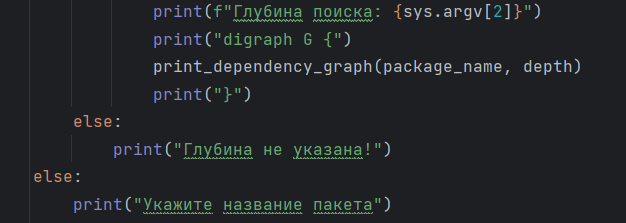 print(f"Глубина поиска: {sys.argv[2]}")
print("digraph G {")
print_dependency_graph(package_name, depth)
print("}")
else:
print("Глубина не указана!")
else:
print("Укажите название пакета")